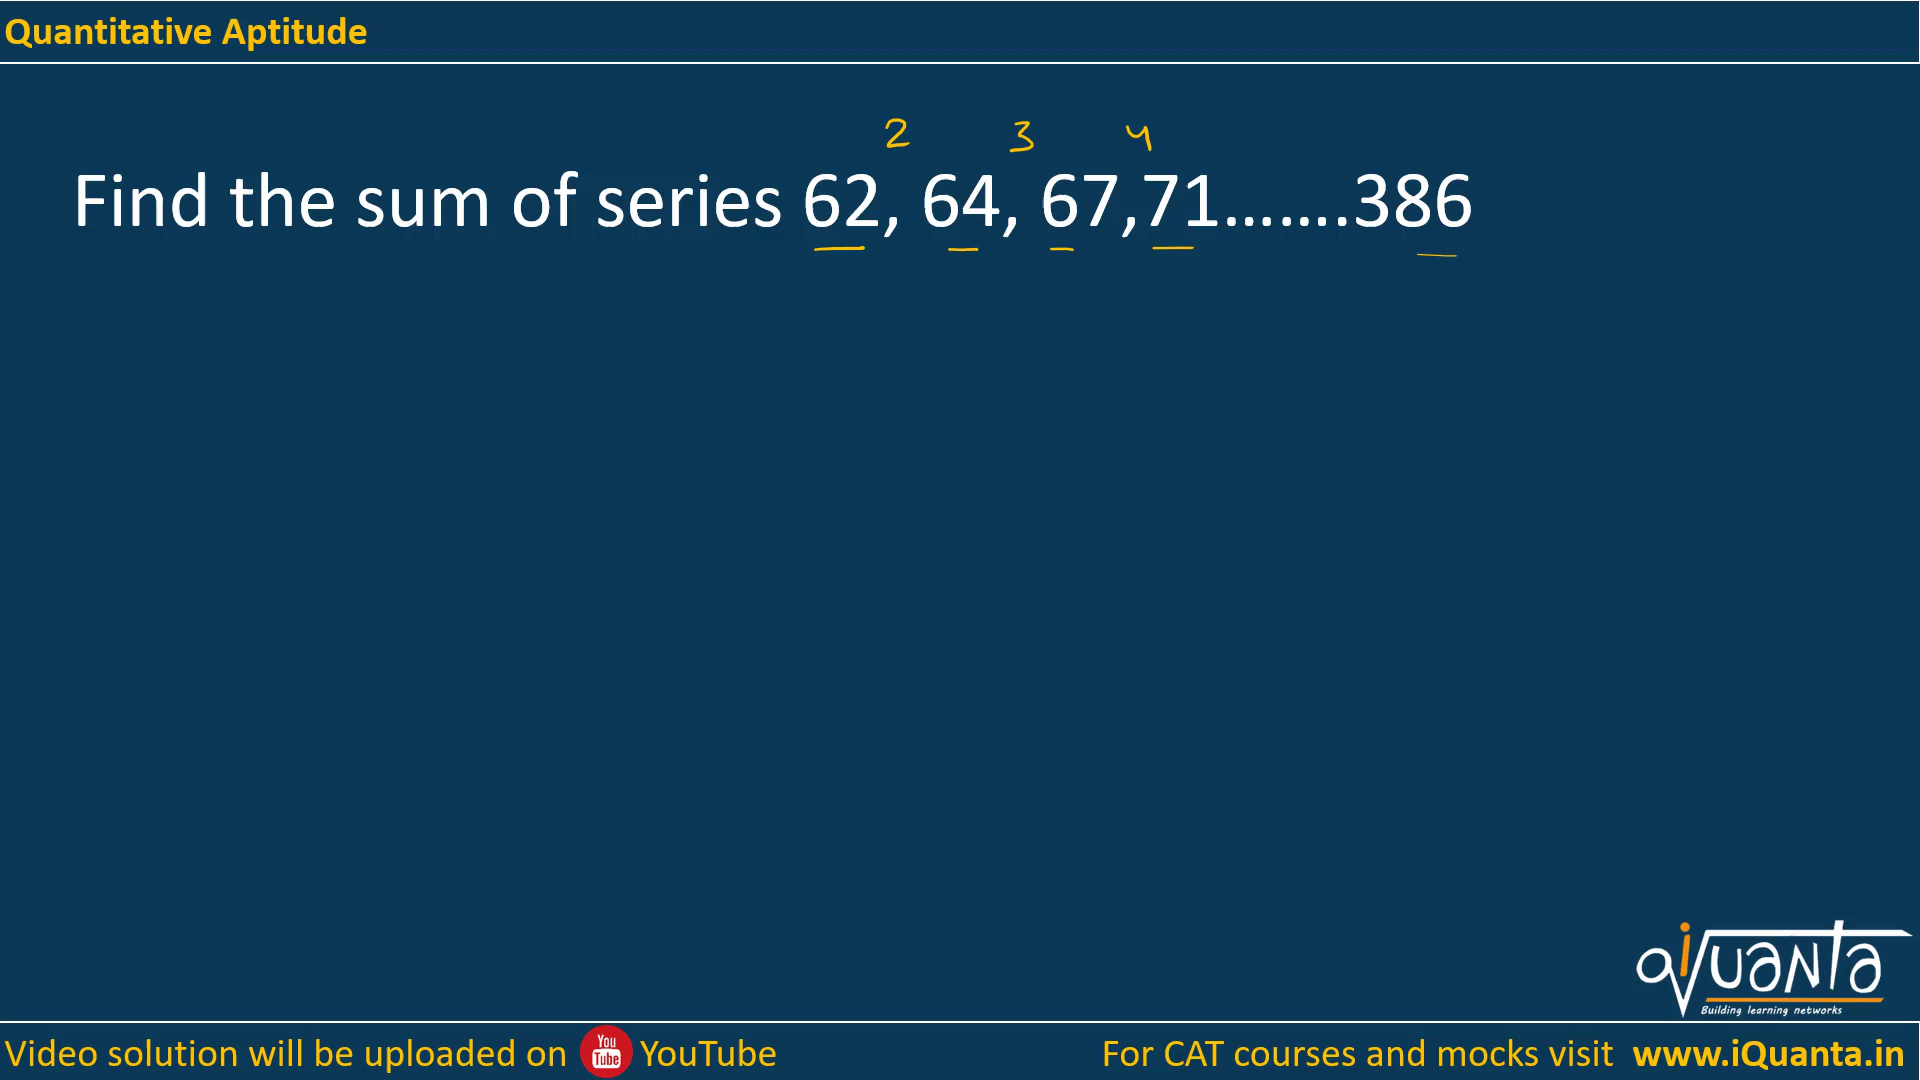 Quantitative Aptitude
2 3 4
Find the sum of series 62, 64, 67,71.......386
iQuanta
Building learning networks
Video solution will be uploaded on You Tube YouTube
For CAT courses and mocks visit www.iQuanta.in